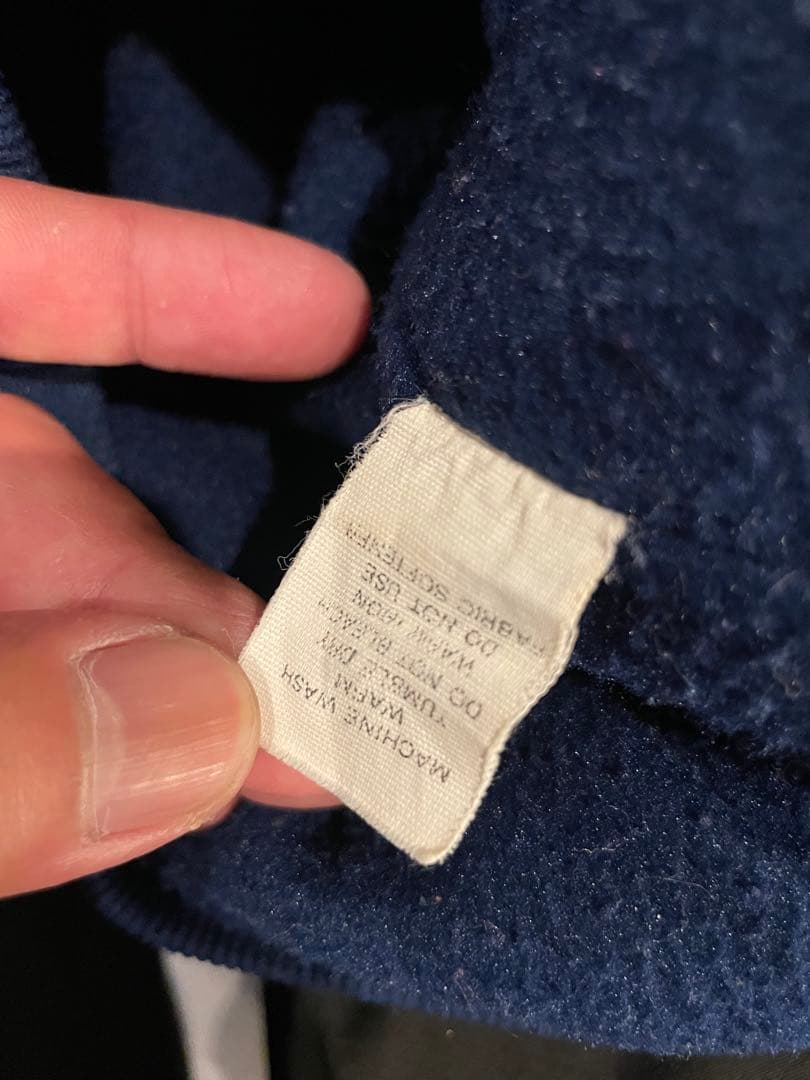 MACHINE WASH
WARM
TUMBLE DRY
DO NOT BLEACH
WARM IRON
DO NOT USE
FABRIC SOFTENER